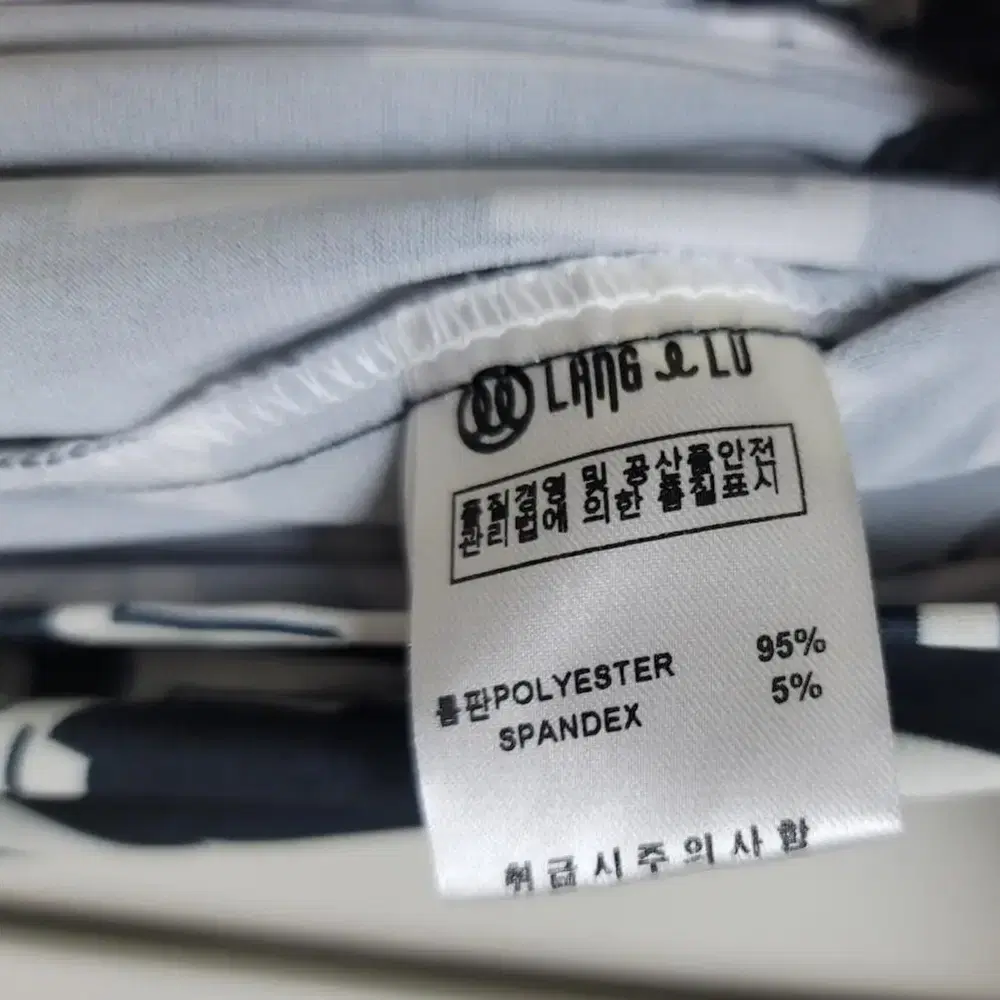 LANG e LU
품질경영 및 공산품안전
관리법에 의한 품질표시
몸판POLYESTER 95%
SPANDEX 5%
취급시주의사항